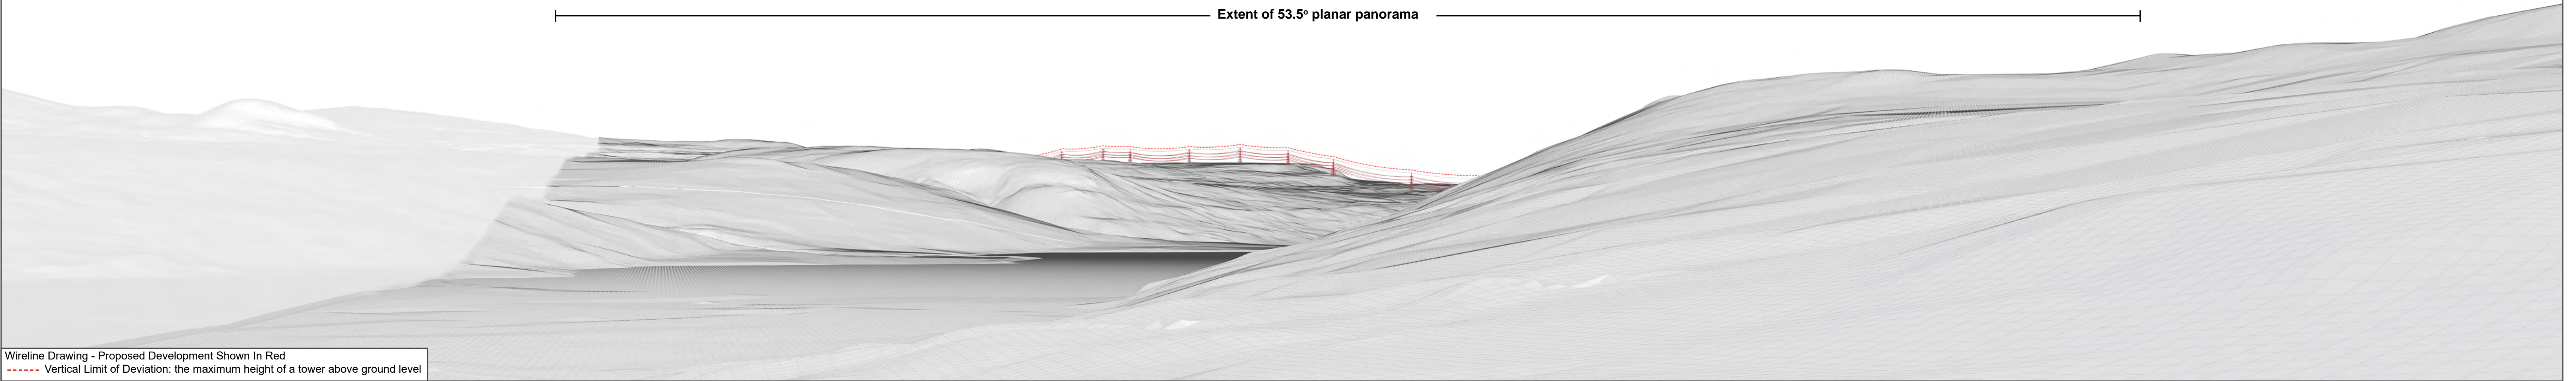 Extent of 53.5° planar panorama
Wireline Drawing - Proposed Development Shown In Red
Vertical Limit of Deviation: the maximum height of a tower above ground level